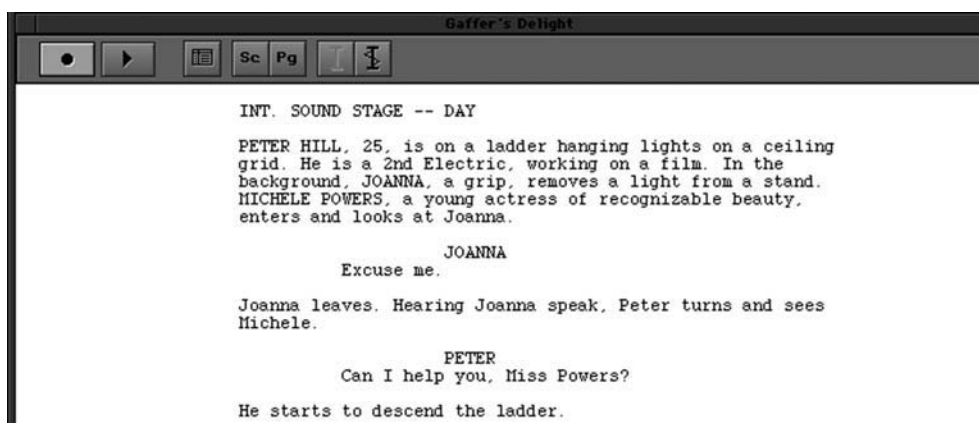 Gaffer's Delight
Sc Pg
INT. SOUND STAGE -- DAY
PETER HILL, 25, is on a ladder hanging lights on a ceiling
grid. He is a 2nd Electric, working on a film. In the
background, JOANNA, a grip, removes a light from a stand.
MICHELE POWERS, a young actress of recognizable beauty,
enters and looks at Joanna.
JOANNA
Excuse me.
Joanna leaves. Hearing Joanna speak, Peter turns and sees
Michele.
PETER
Can I help you, Miss Powers?
He starts to descend the ladder.